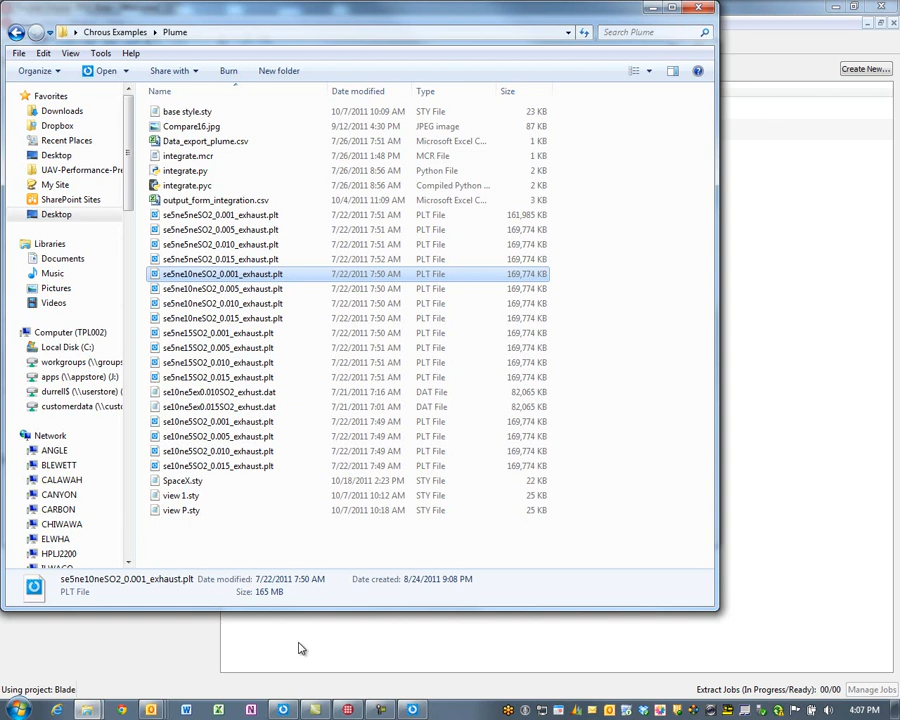 Chrous Examples ▸ Plume
Search Plume
File Edit View Tools Help
Organize Open Share with Burn New folder
Create New...
Favorites
Downloads
Dropbox
Recent Places
Desktop
UAV-Performance-Pre
My Site
SharePoint Sites
Desktop
Libraries
Documents
Music
Pictures
Videos
Computer (TPL002)
Local Disk (C:)
workgroups (\\groups
apps (\\appstore) (J:)
durrell$ (\\userstore) (
customerdata (\\cust
Network
ANGLE
BLEWETT
CALAWAH
CANYON
CARBON
CHIWAWA
ELWHA
HPLJ2200
Name Date modified Type Size
base style.sty 10/7/2011 10:09 AM STY File 23 KB
Compare16.jpg 9/12/2011 4:30 PM JPEG image 87 KB
Data_export_plume.csv 7/26/2011 7:51 AM Microsoft Excel C... 1 KB
integrate.mcr 7/26/2011 1:48 PM MCR File 2 KB
integrate.py 7/26/2011 8:56 AM Python File 2 KB
integrate.pyc 7/26/2011 8:56 AM Compiled Python ... 2 KB
output_form_integration.csv 10/4/2011 11:09 AM Microsoft Excel C... 3 KB
se5ne5neSO2_0.001_exhaust.plt 7/22/2011 7:51 AM PLT File 161,985 KB
se5ne5neSO2_0.005_exhaust.plt 7/22/2011 7:51 AM PLT File 169,774 KB
se5ne5neSO2_0.010_exhaust.plt 7/22/2011 7:51 AM PLT File 169,774 KB
se5ne5neSO2_0.015_exhaust.plt 7/22/2011 7:52 AM PLT File 169,774 KB
se5ne10neSO2_0.001_exhaust.plt 7/22/2011 7:50 AM PLT File 169,774 KB
se5ne10neSO2_0.005_exhaust.plt 7/22/2011 7:50 AM PLT File 169,774 KB
se5ne10neSO2_0.010_exhaust.plt 7/22/2011 7:50 AM PLT File 169,774 KB
se5ne10neSO2_0.015_exhaust.plt 7/22/2011 7:50 AM PLT File 169,774 KB
se5ne15SO2_0.001_exhaust.plt 7/22/2011 7:51 AM PLT File 169,774 KB
se5ne15SO2_0.005_exhaust.plt 7/22/2011 7:51 AM PLT File 169,774 KB
se5ne15SO2_0.010_exhaust.plt 7/22/2011 7:51 AM PLT File 169,774 KB
se5ne15SO2_0.015_exhaust.plt 7/22/2011 7:51 AM PLT File 169,774 KB
se10ne5ex0.010SO2_exhust.dat 7/21/2011 7:16 AM DAT File 82,065 KB
se10ne5ex0.015SO2_exhust.dat 7/21/2011 7:01 AM DAT File 82,065 KB
se10ne5SO2_0.001_exhaust.plt 7/22/2011 7:49 AM PLT File 169,774 KB
se10ne5SO2_0.005_exhaust.plt 7/22/2011 7:49 AM PLT File 169,774 KB
se10ne5SO2_0.010_exhaust.plt 7/22/2011 7:49 AM PLT File 169,774 KB
se10ne5SO2_0.015_exhaust.plt 7/22/2011 7:49 AM PLT File 169,774 KB
SpaceX.sty 10/18/2011 2:23 PM STY File 22 KB
view 1.sty 10/7/2011 10:12 AM STY File 25 KB
view P.sty 10/7/2011 10:18 AM STY File 25 KB
se5ne10neSO2_0.001_exhaust.plt Date modified: 7/22/2011 7:50 AM Date created: 8/24/2011 9:08 PM
PLT File Size: 165 MB
Using project: Blade Extract Jobs (In Progress/Ready): 00/00 Manage Jobs
4:07 PM